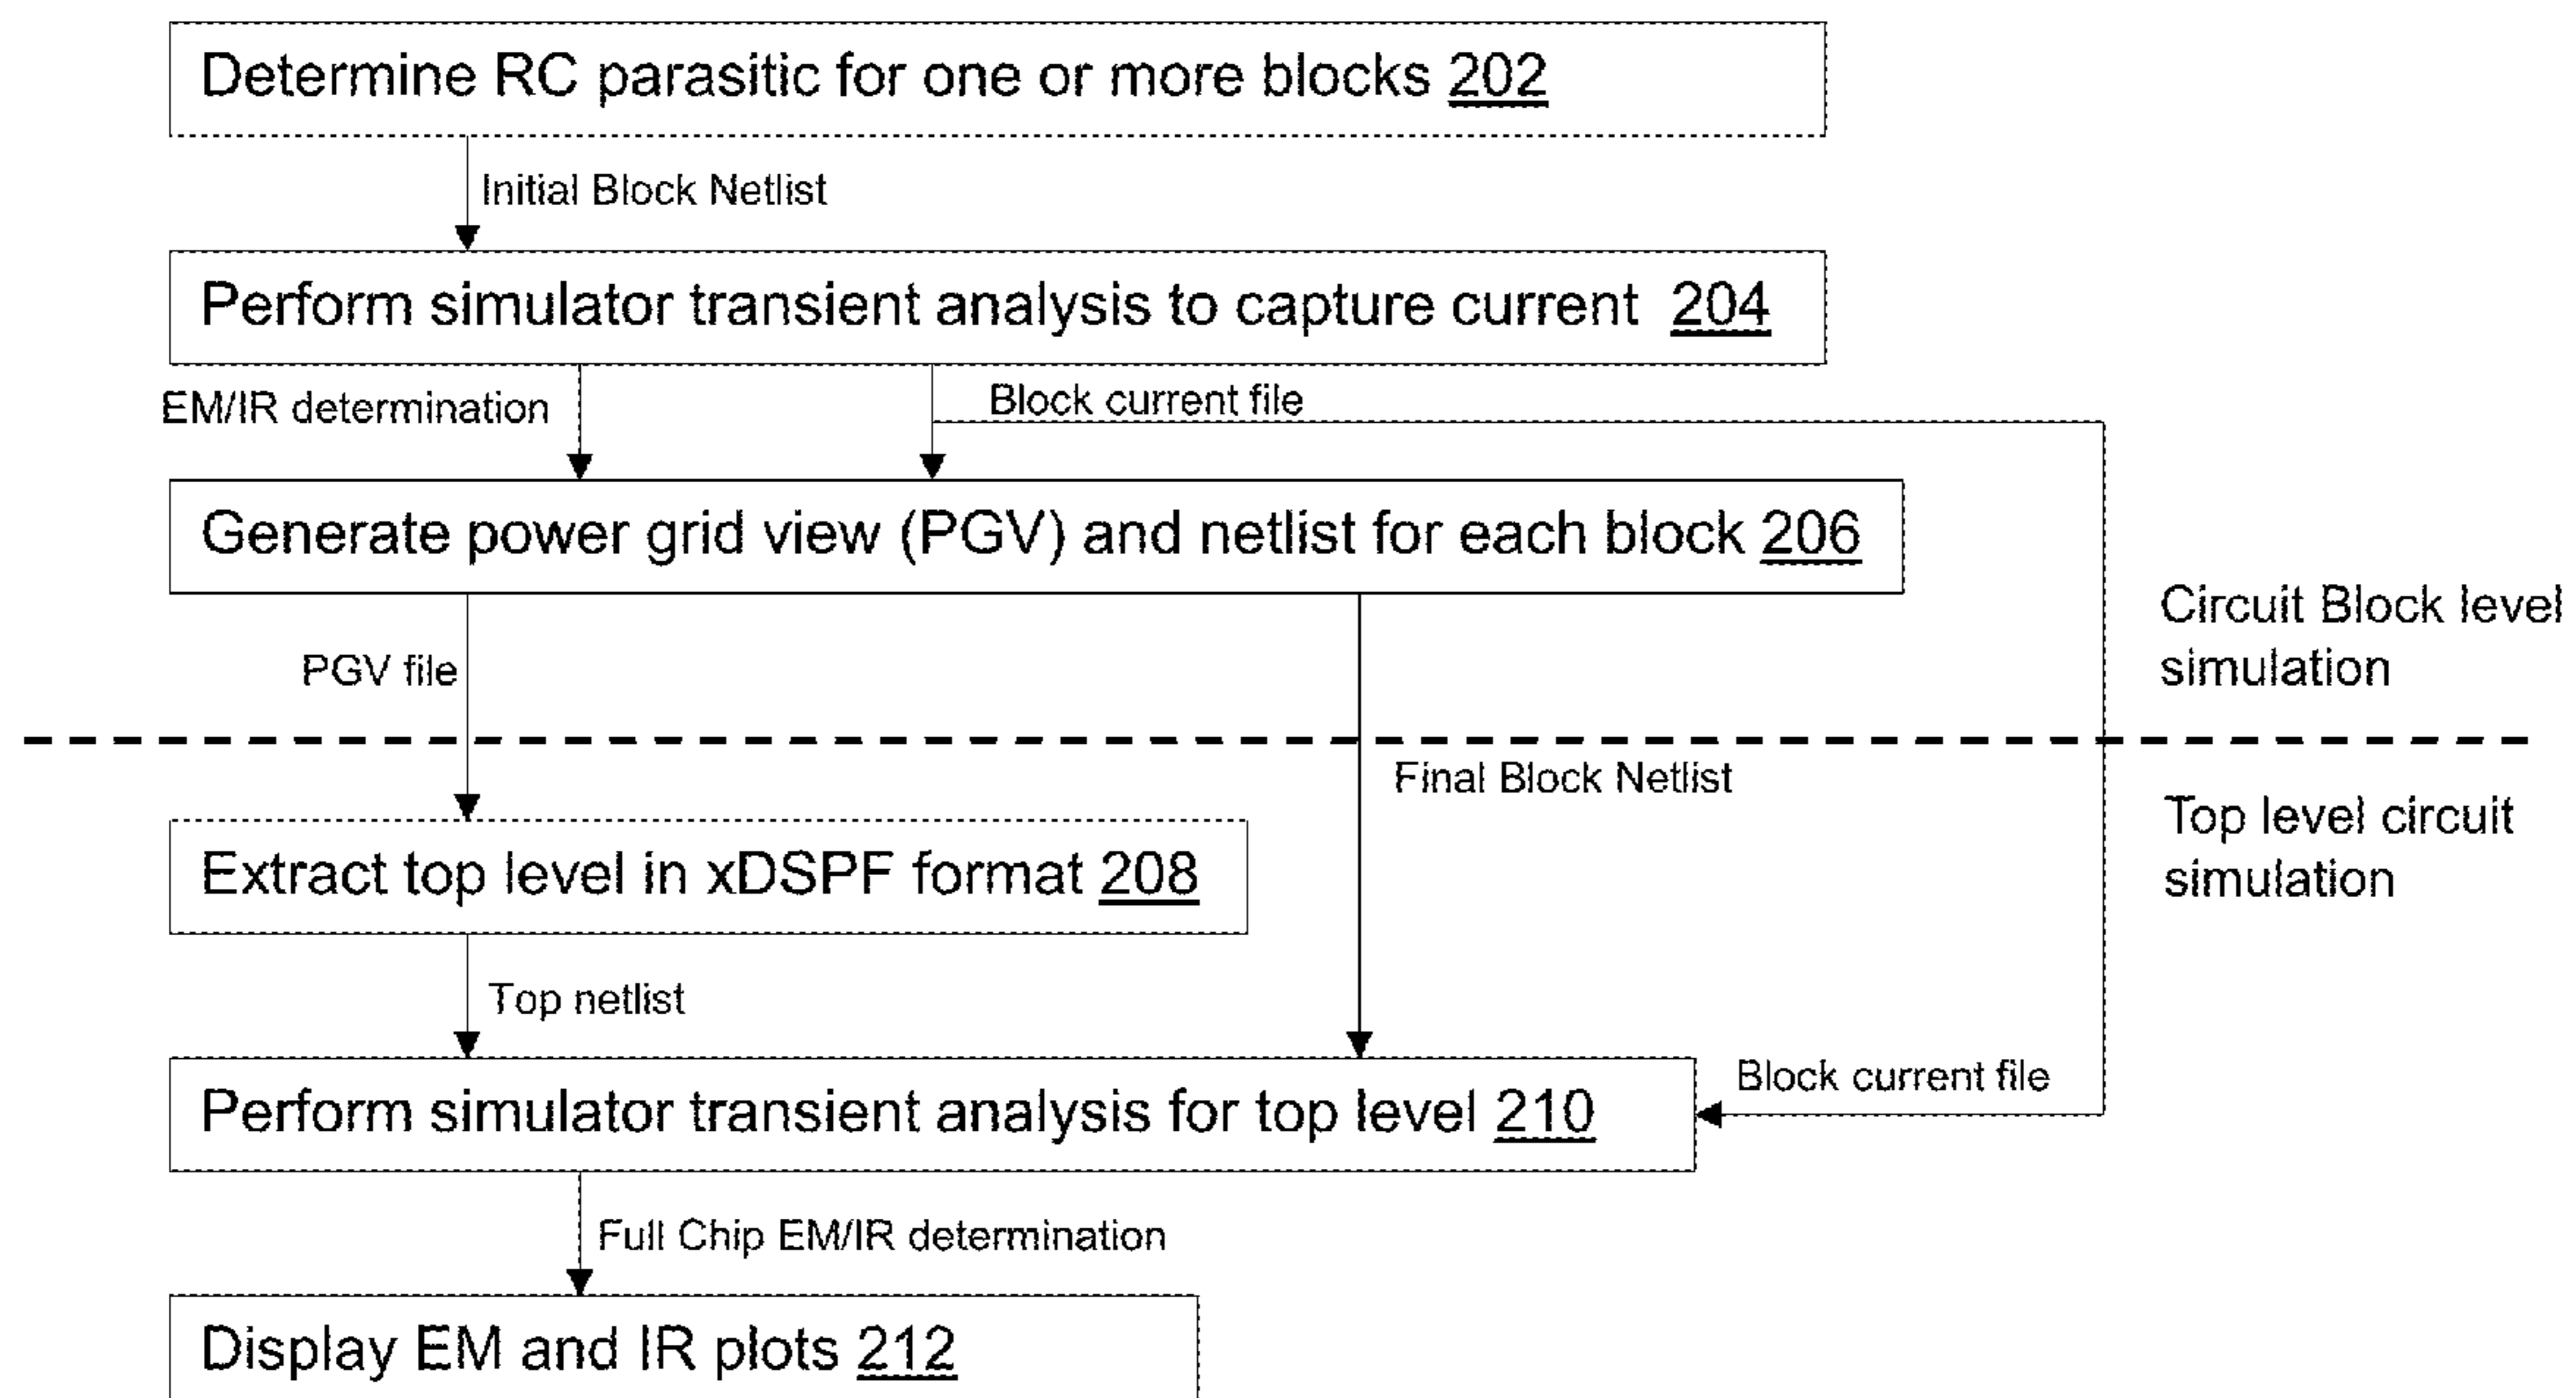 Determine RC parasitic for one or more blocks 202
Initial Block Netlist
Perform simulator transient analysis to capture current 204
EM/IR determination
Block current file
Generate power grid view (PGV) and netlist for each block 206
Circuit Block level
simulation
PGV file
Final Block Netlist
Top level circuit
simulation
Extract top level in xDSPF format 208
Top netlist
Block current file
Perform simulator transient analysis for top level 210
Full Chip EM/IR determination
Display EM and IR plots 212